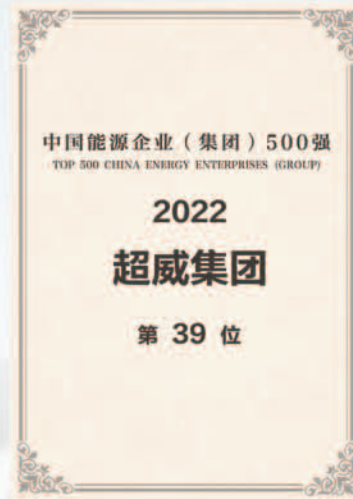 中国能源企业（集团）500强
TOP 500 CHINA ENERGY ENTERPRISES (GROUP)
2022
超威集团
第 39 位